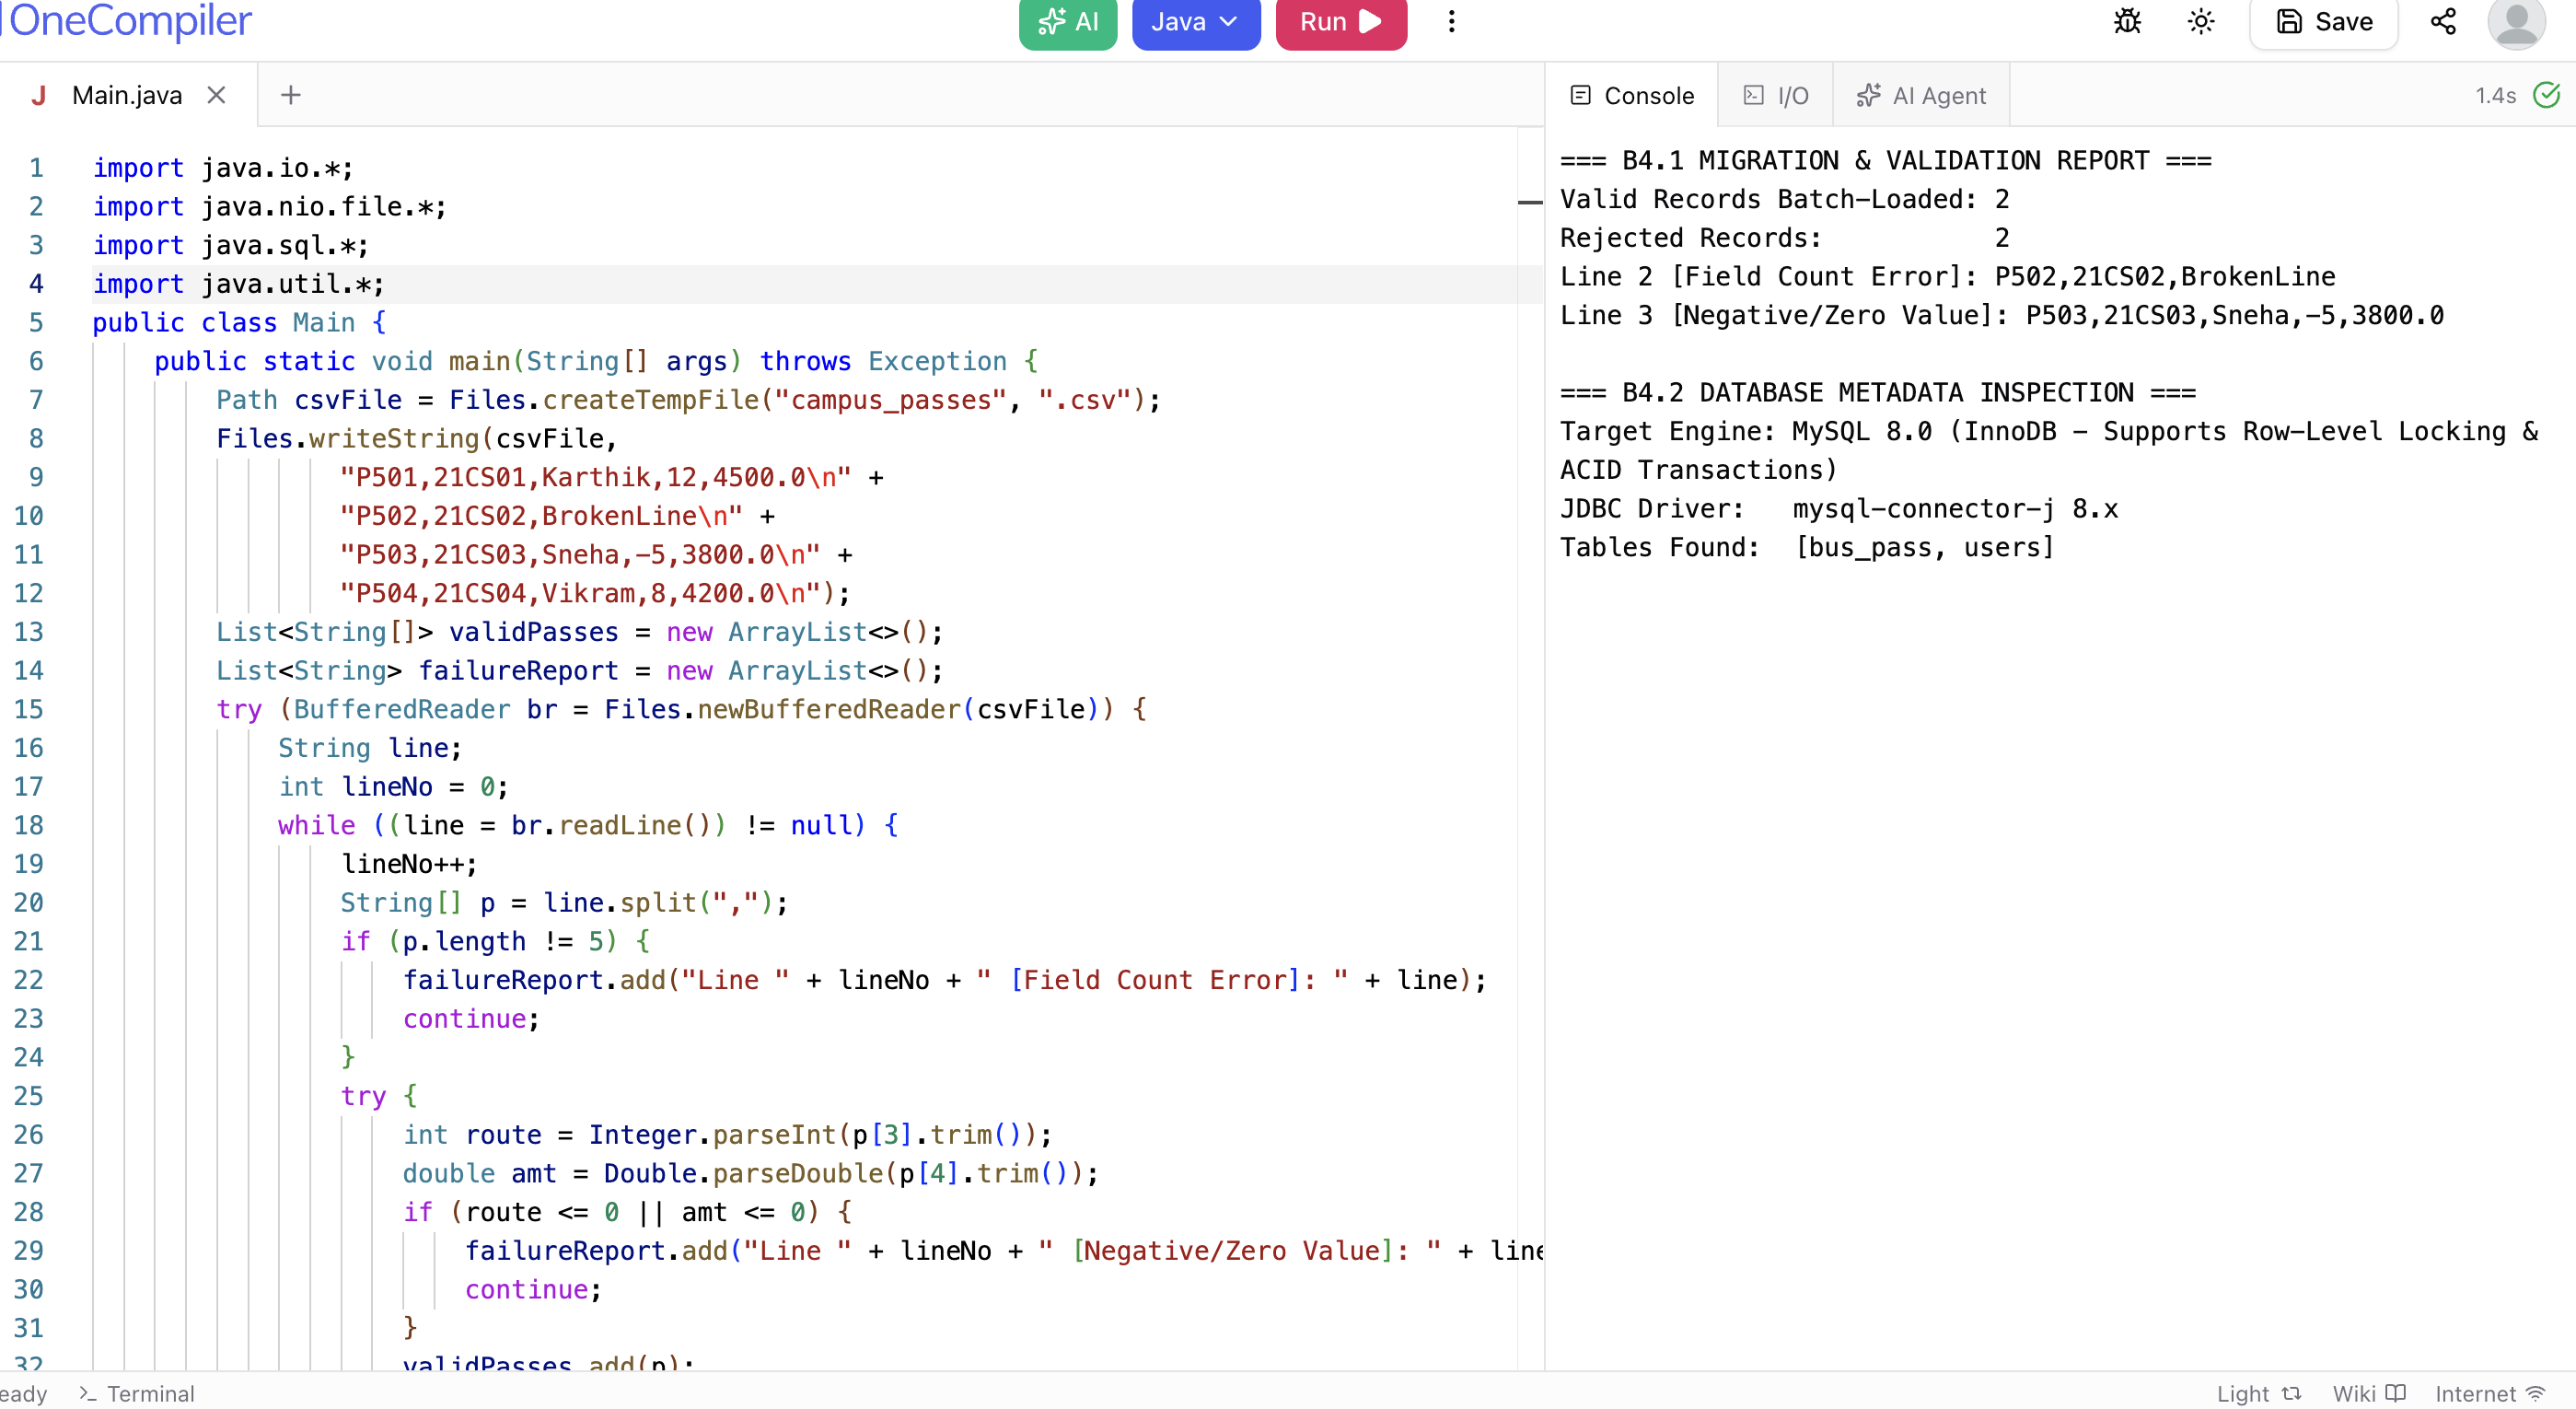 OneCompiler
AI
Java
Run
Save
J Main.java
Console
I/O
AI Agent
1.4s
1 import java.io.*;
2 import java.nio.file.*;
3 import java.sql.*;
4 import java.util.*;
5 public class Main {
6 public static void main(String[] args) throws Exception {
7 Path csvFile = Files.createTempFile("campus_passes", ".csv");
8 Files.writeString(csvFile,
9 "P501,21CS01,Karthik,12,4500.0\n" +
10 "P502,21CS02,BrokenLine\n" +
11 "P503,21CS03,Sneha,-5,3800.0\n" +
12 "P504,21CS04,Vikram,8,4200.0\n");
13 List<String[]> validPasses = new ArrayList<>();
14 List<String> failureReport = new ArrayList<>();
15 try (BufferedReader br = Files.newBufferedReader(csvFile)) {
16 String line;
17 int lineNo = 0;
18 while ((line = br.readLine()) != null) {
19 lineNo++;
20 String[] p = line.split(",");
21 if (p.length != 5) {
22 failureReport.add("Line " + lineNo + " [Field Count Error]: " + line);
23 continue;
24 }
25 try {
26 int route = Integer.parseInt(p[3].trim());
27 double amt = Double.parseDouble(p[4].trim());
28 if (route <= 0 || amt <= 0) {
29 failureReport.add("Line " + lineNo + " [Negative/Zero Value]: " + line
30 continue;
31 }
32 validPasses.add(p);
=== B4.1 MIGRATION & VALIDATION REPORT ===
Valid Records Batch-Loaded: 2
Rejected Records: 2
Line 2 [Field Count Error]: P502,21CS02,BrokenLine
Line 3 [Negative/Zero Value]: P503,21CS03,Sneha,-5,3800.0
=== B4.2 DATABASE METADATA INSPECTION ===
Target Engine: MySQL 8.0 (InnoDB - Supports Row-Level Locking &
ACID Transactions)
JDBC Driver: mysql-connector-j 8.x
Tables Found: [bus_pass, users]
eady
Terminal
Light
Wiki
Internet